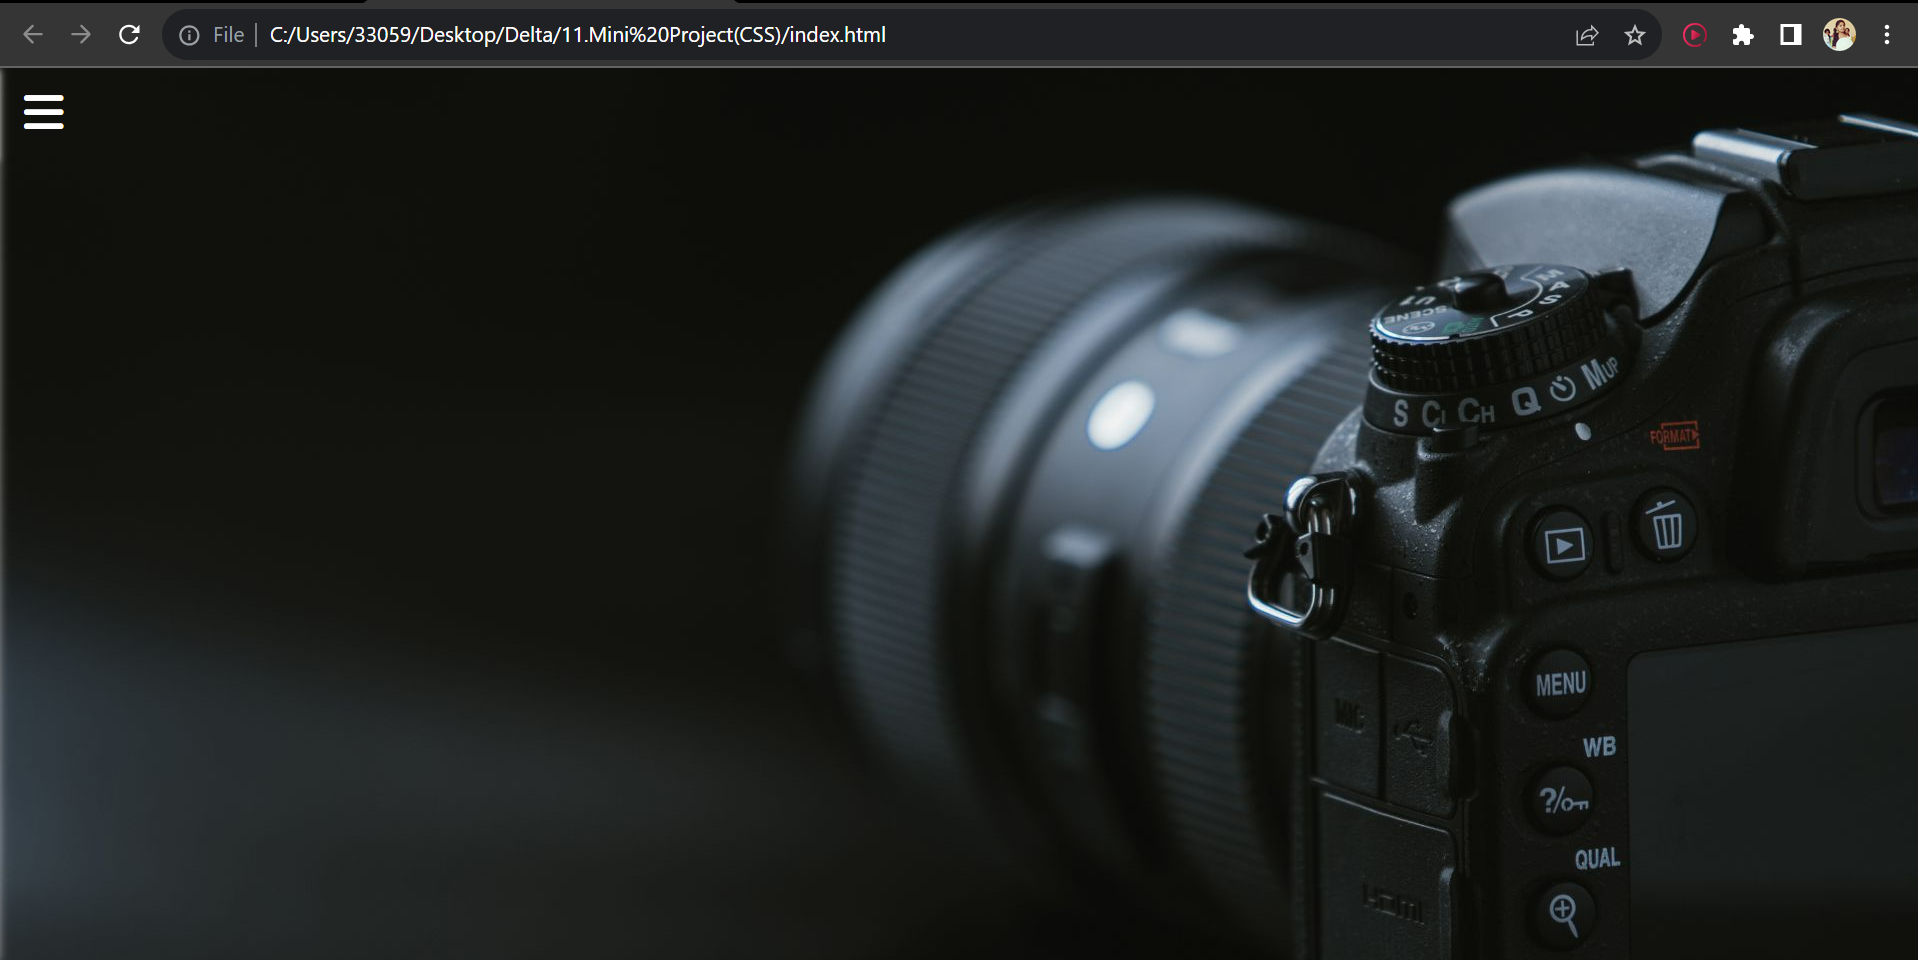 File
C:/Users/33059/Desktop/Delta/11.Mini%20Project(CSS)/index.html
M
A
S
P
U1
SCENE
S CL CH Q MUP
FORMAT
MENU
MIC
WB
?
QUAL
HDMI